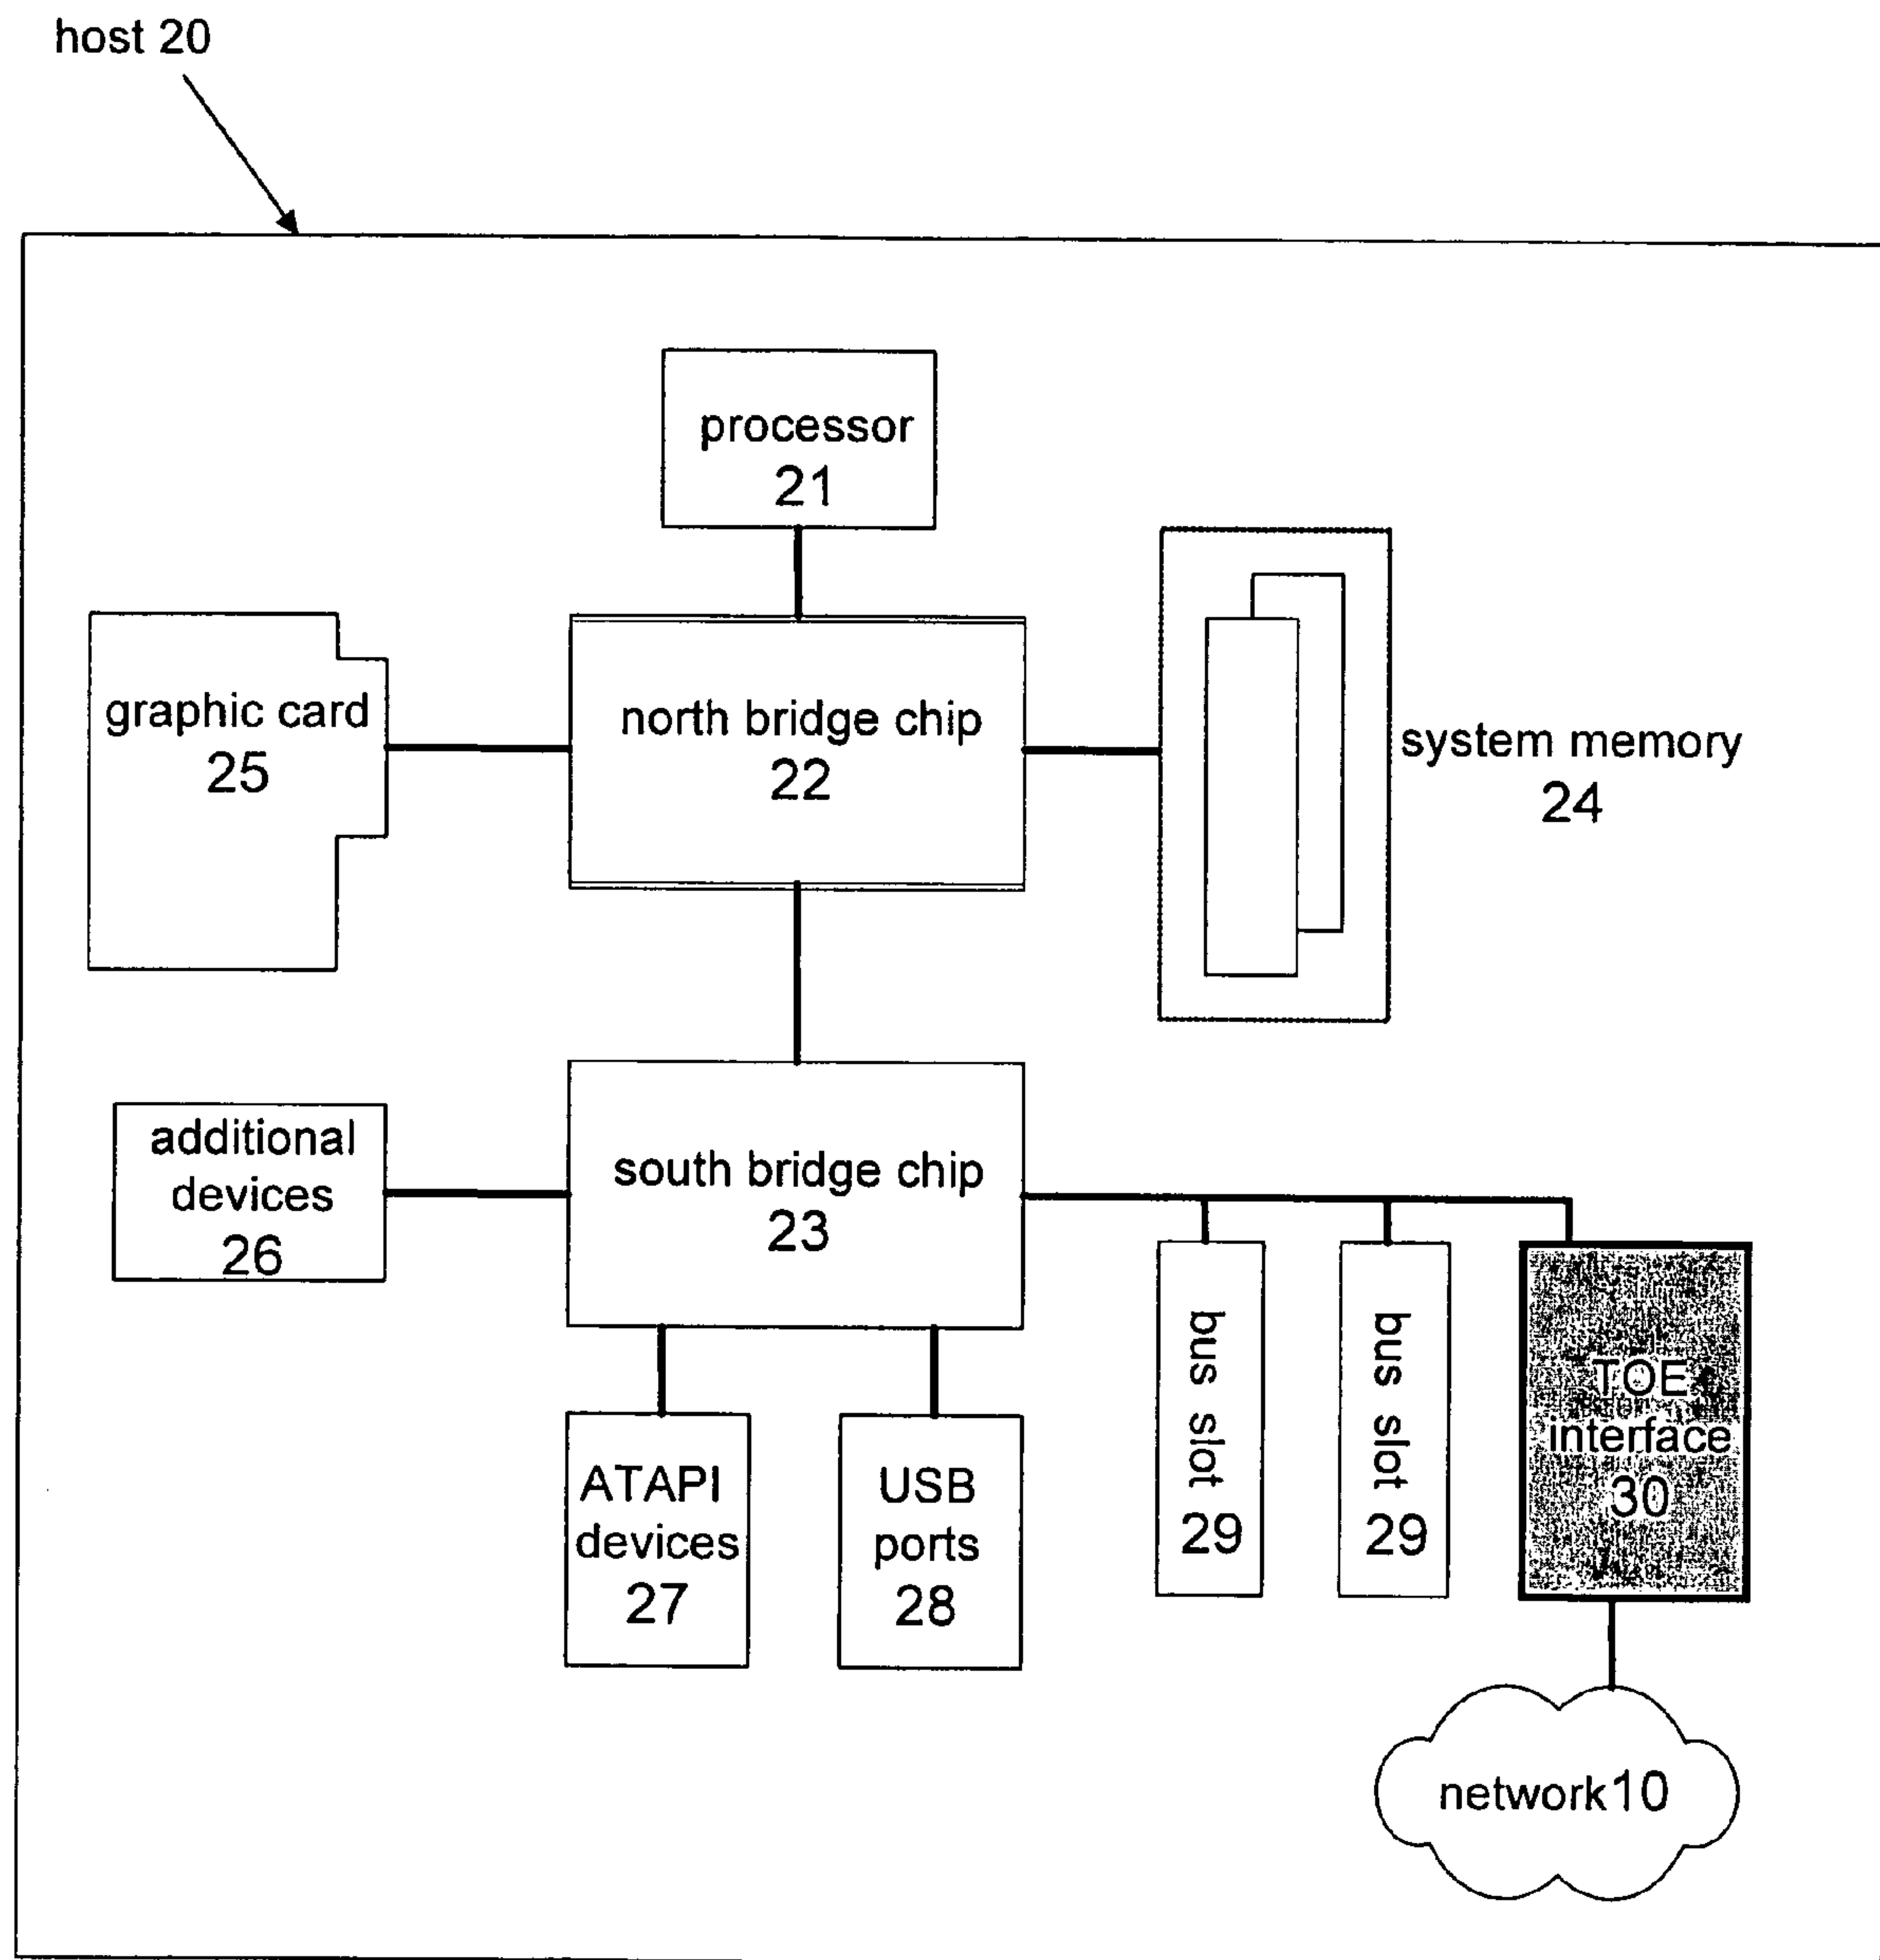 host 20
processor
21
graphic card
25
north bridge chip
22
system memory
24
additional
devices
26
south bridge chip
23
bus slot
29
bus slot
29
TOE
interface
30
ATAPI
devices
27
USB
ports
28
network10